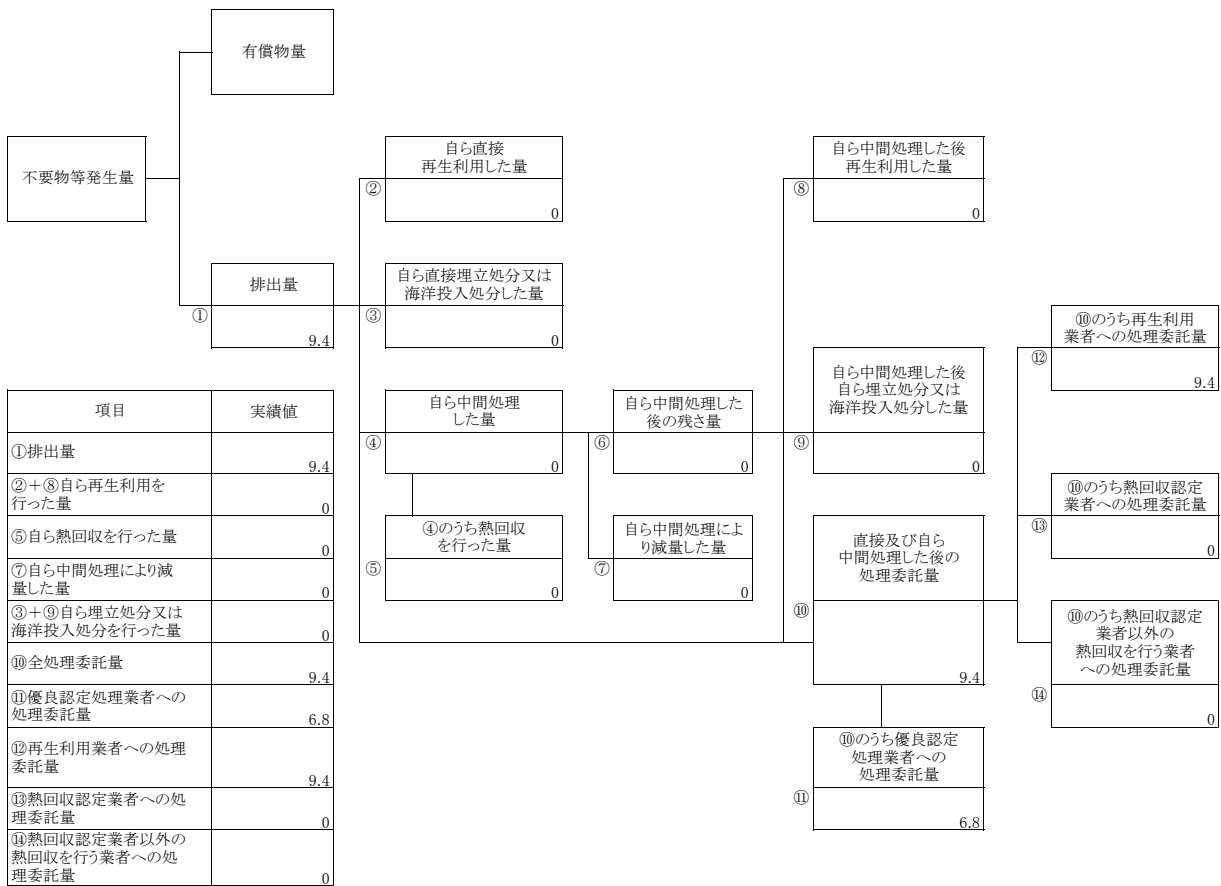 有償物量
不要物等発生量
自ら直接
再生利用した量
②
0
自ら中間処理した後
再生利用した量
⑧
0
排出量
①
9.4
自ら直接埋立処分又は
海洋投入処分した量
③
0
⑩のうち再生利用
業者への処理委託量
⑫
9.4
自ら中間処理
した量
④
0
自ら中間処理した
後の残さ量
⑥
0
自ら中間処理した後
自ら埋立処分又は
海洋投入処分した量
⑨
0
⑩のうち熱回収認定
業者への処理委託量
⑬
0
④のうち熱回収
を行った量
⑤
0
自ら中間処理によ
り減量した量
⑦
0
直接及び自ら
中間処理した後の
処理委託量
⑩
9.4
⑩のうち熱回収認定
業者以外の
熱回収を行う業者
への処理委託量
⑭
0
⑩のうち優良認定
処理業者への
処理委託量
⑪
6.8
項目 実績値
①排出量
9.4
②+⑧自ら再生利用を
行った量
0
⑤自ら熱回収を行った量
0
⑦自ら中間処理により減
量した量
0
③+⑨自ら埋立処分又は
海洋投入処分を行った量
0
⑩全処理委託量
9.4
⑪優良認定処理業者への
処理委託量
6.8
⑫再生利用業者への処理
委託量
9.4
⑬熱回収認定業者への処
理委託量
0
⑭熱回収認定業者以外の
熱回収を行う業者への処
理委託量
0